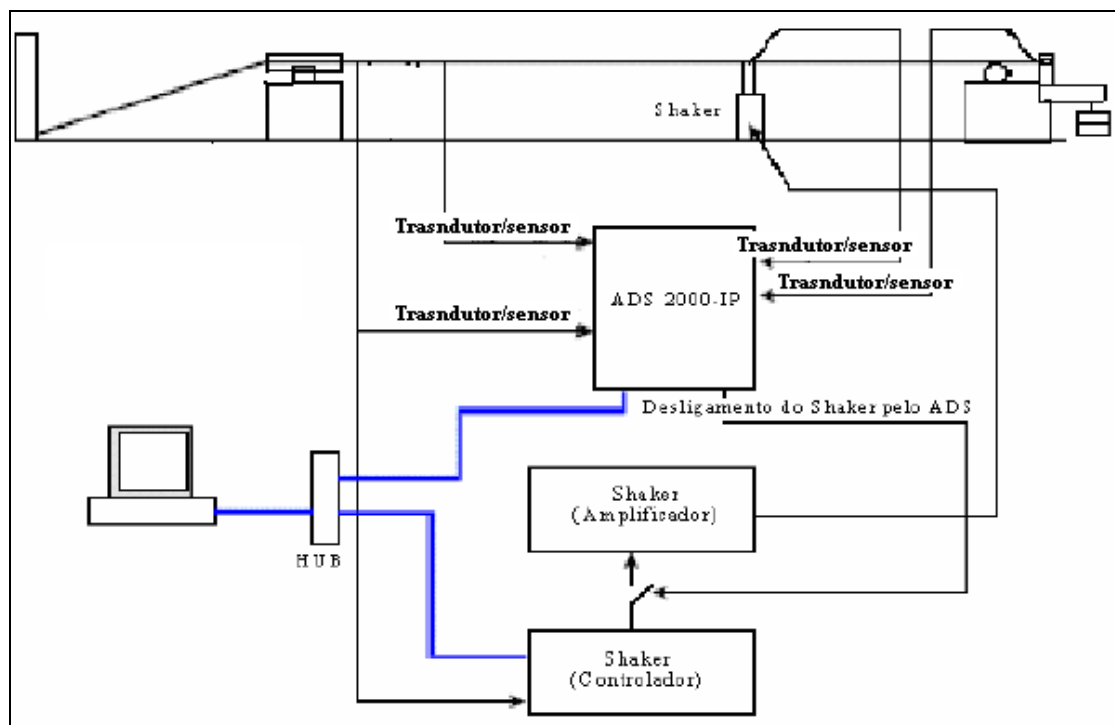 Shaker
Trasndutor/sensor
Trasndutor/sensor
Trasndutor/sensor
ADS 2000-IP
Trasndutor/sensor
Desligamento do Shaker pelo ADS
Shaker
(Amplificador)
HUB
Shaker
(Controlador)